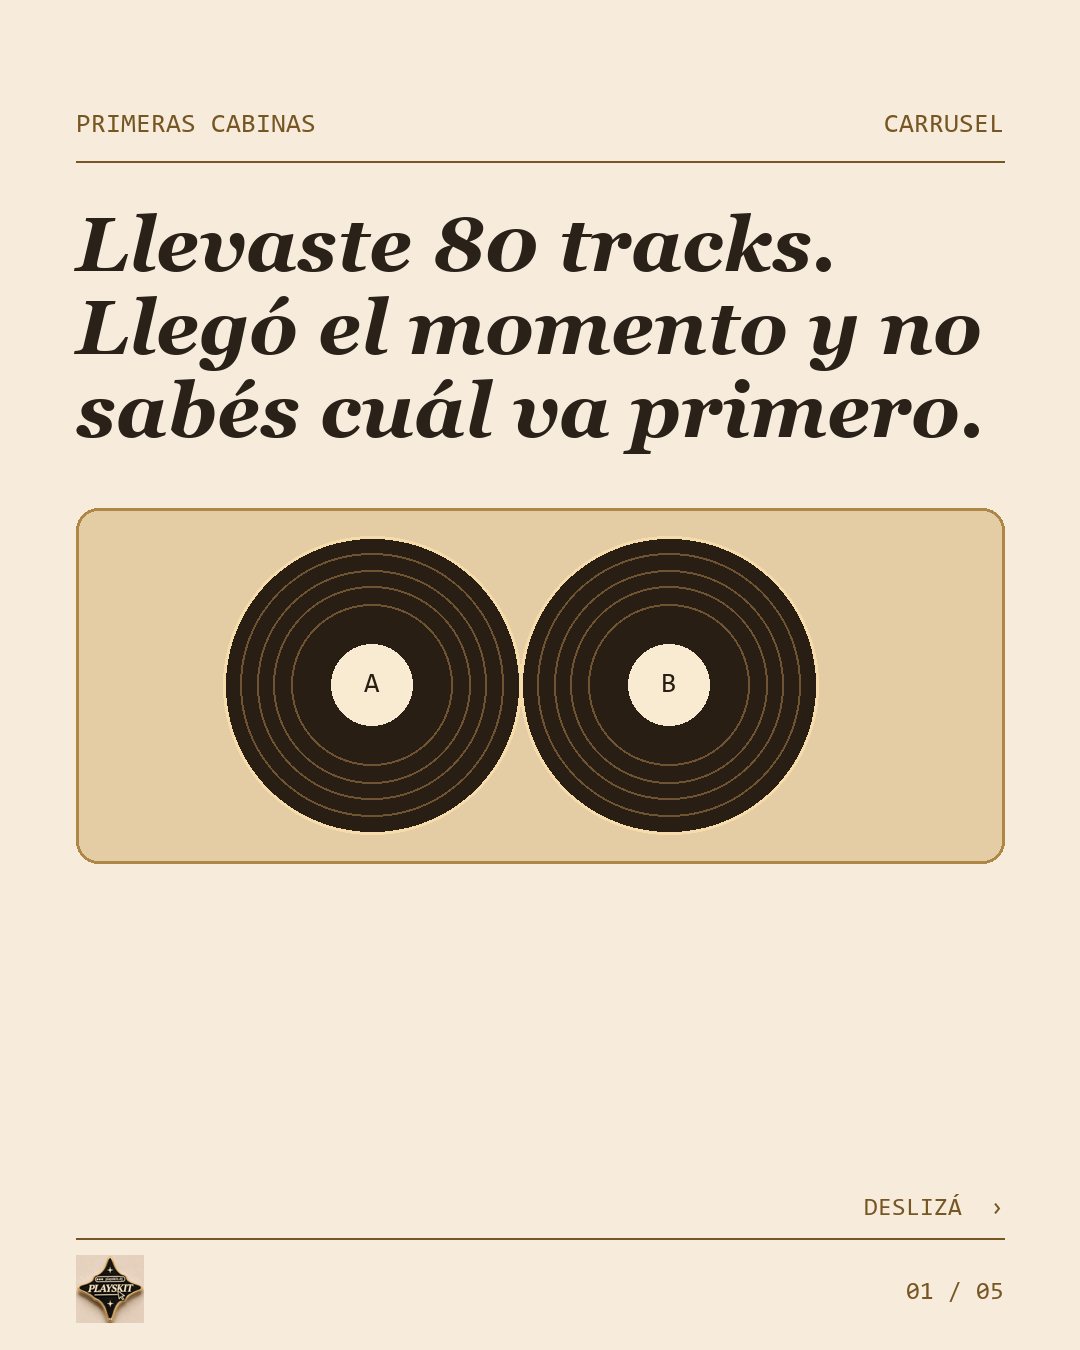 PRIMERAS CABINAS
CARRUSEL
Llevaste 80 tracks.
Llegó el momento y no
sabés cuál va primero.
A
B
DESLIZÁ ›
PLAYSKIT
01 / 05